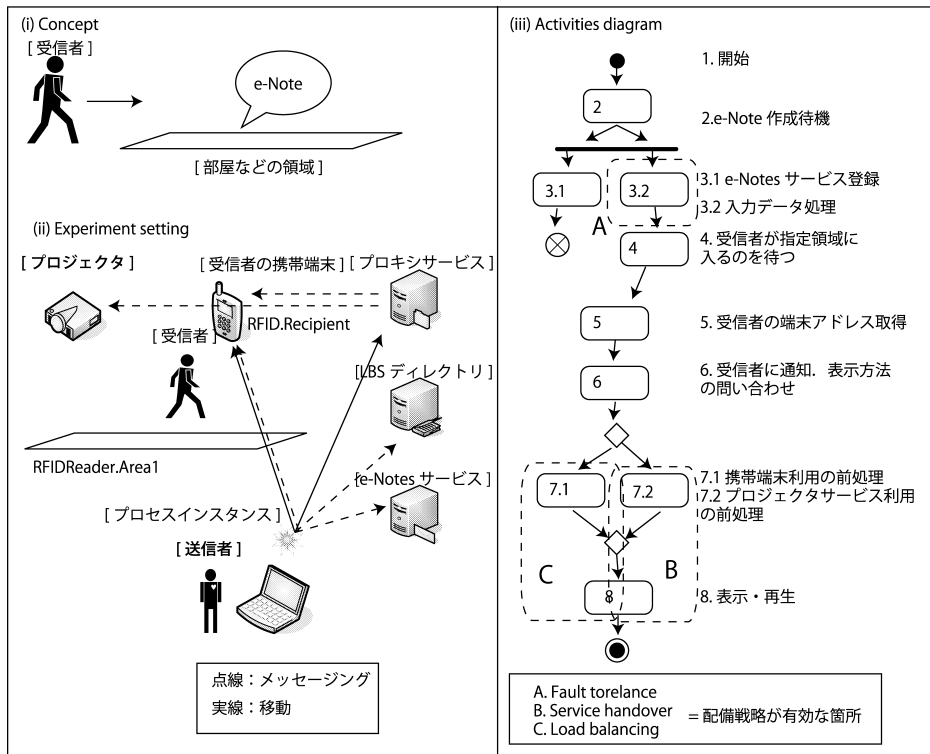 (i) Concept
[ 受信者 ]
e-Note
[ 部屋などの領域 ]
(ii) Experiment setting
[ プロジェクタ ]
[ 受信者の携帯端末 ]
[ プロキシサービス ]
RFID.Recipient
[ 受信者 ]
[LBS ディレクトリ ]
RFIDReader.Area1
[e-Notes サービス ]
[ プロセスインスタンス ]
[ 送信者 ]
点線：メッセージング
実線：移動
(iii) Activities diagram
1. 開始
2
2.e-Note 作成待機
3.1
3.2
3.1 e-Notes サービス登録
3.2 入力データ処理
A
4
4. 受信者が指定領域に
入るのを待つ
5
5. 受信者の端末アドレス取得
6
6. 受信者に通知．表示方法
の問い合わせ
7.1
7.2
7.1 携帯端末利用の前処理
7.2 プロジェクタサービス利用
の前処理
C
B
8
8. 表示・再生
A. Fault torelance
B. Service handover
C. Load balancing
= 配備戦略が有効な箇所